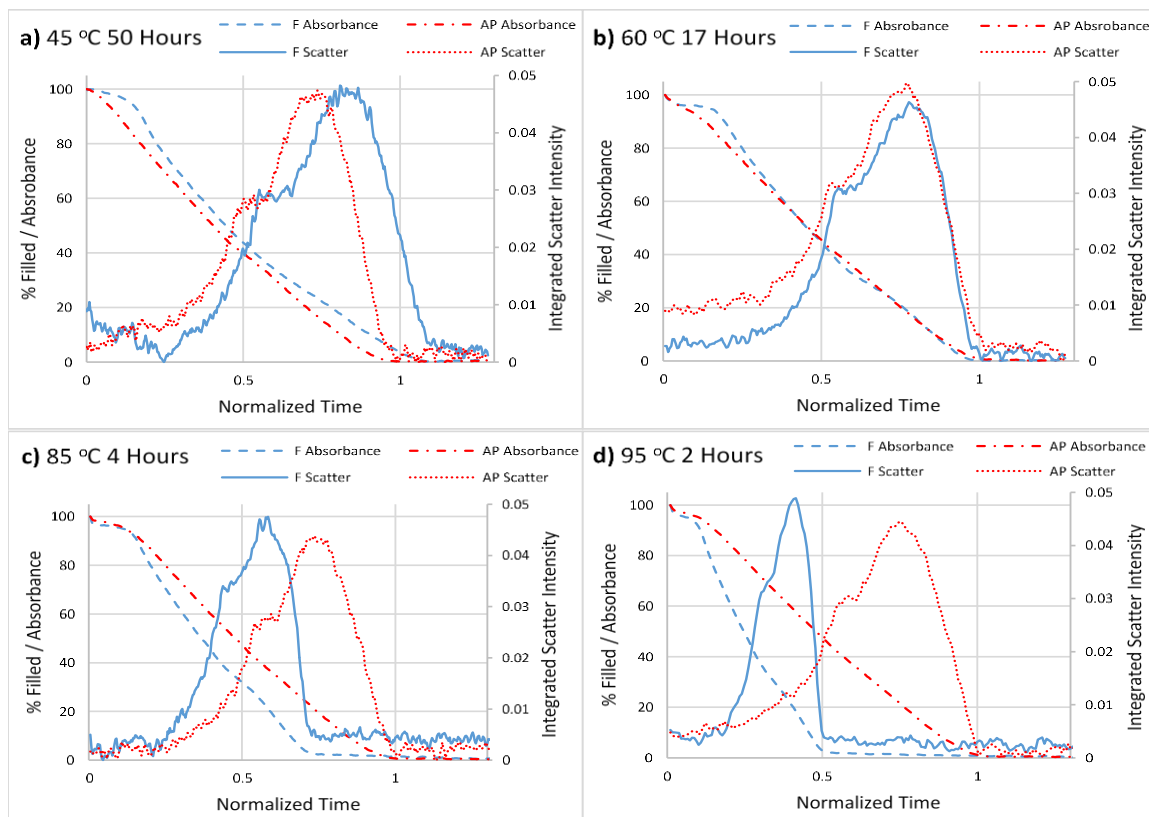 a) 45 °C 50 Hours
F Absorbance
AP Absorbance
F Scatter
AP Scatter
100
80
60
40
20
0
% Filled / Absrobance
0.05
0.04
0.03
0.02
0.01
0
Integrated Scatter Intensity
0
0.5
1
Normalized Time
b) 60 °C 17 Hours
F Absrobance
AP Absrobance
F Scatter
AP Scatter
100
80
60
40
20
0
% Filled / Absorbance
0.05
0.04
0.03
0.02
0.01
0
Integrated Scatter Intensity
0
0.5
1
Normalized Time
c) 85 °C 4 Hours
F Absorbance
AP Absorbance
F Scatter
AP Scatter
100
80
60
40
20
0
% Filled / Absorbance
0.05
0.04
0.03
0.02
0.01
0
Integrated Scatter Intensity
0
0.5
1
Normalized Time
d) 95 °C 2 Hours
F Absorbance
AP Absorbance
F Scatter
AP Scatter
100
80
60
40
20
0
% Filled / Absorbance
0.05
0.04
0.03
0.02
0.01
0
Integrated Scatter Intensity
0
0.5
1
Normalized Time